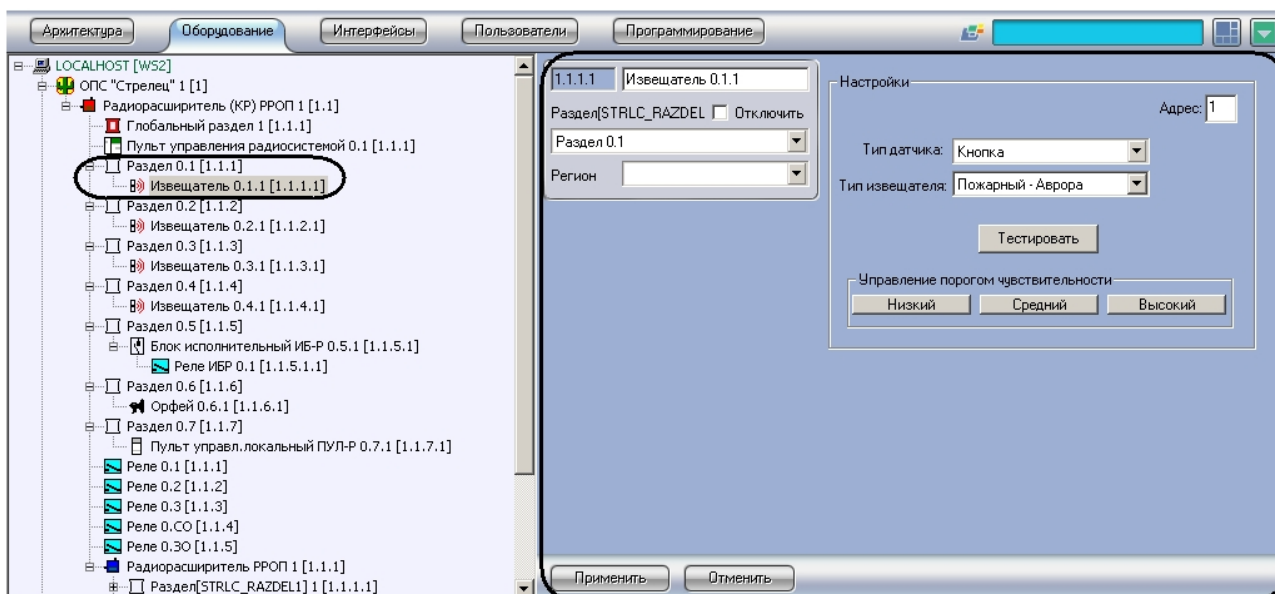 Архитектура Оборудование Интерфейсы Пользователи Программирование
LOCALHOST [WS2]
ОПС "Стрелец" 1 [1]
Радиорасширитель (КР) РРОП 1 [1.1]
Глобальный раздел 1 [1.1.1]
Пульт управления радиосистемой 0.1 [1.1.1]
Раздел 0.1 [1.1.1]
Извещатель 0.1.1 [1.1.1.1]
Раздел 0.2 [1.1.2]
Извещатель 0.2.1 [1.1.2.1]
Раздел 0.3 [1.1.3]
Извещатель 0.3.1 [1.1.3.1]
Раздел 0.4 [1.1.4]
Извещатель 0.4.1 [1.1.4.1]
Раздел 0.5 [1.1.5]
Блок исполнительный ИБ-Р 0.5.1 [1.1.5.1]
Реле ИБР 0.1 [1.1.5.1.1]
Раздел 0.6 [1.1.6]
Орфей 0.6.1 [1.1.6.1]
Раздел 0.7 [1.1.7]
Пульт управл.локальный ПУЛ-Р 0.7.1 [1.1.7.1]
Реле 0.1 [1.1.1]
Реле 0.2 [1.1.2]
Реле 0.3 [1.1.3]
Реле 0.СО [1.1.4]
Реле 0.ЗО [1.1.5]
Радиорасширитель РРОП 1 [1.1.1]
Раздел[STRLC_RAZDEL1] 1 [1.1.1.1]
1.1.1.1 Извещатель 0.1.1
Раздел[STRLC_RAZDEL Отключить
Раздел 0.1
Регион
Настройки
Адрес: 1
Тип датчика: Кнопка
Тип извещателя: Пожарный - Аврора
Тестировать
Управление порогом чувствительности
Низкий Средний Высокий
Применить Отменить